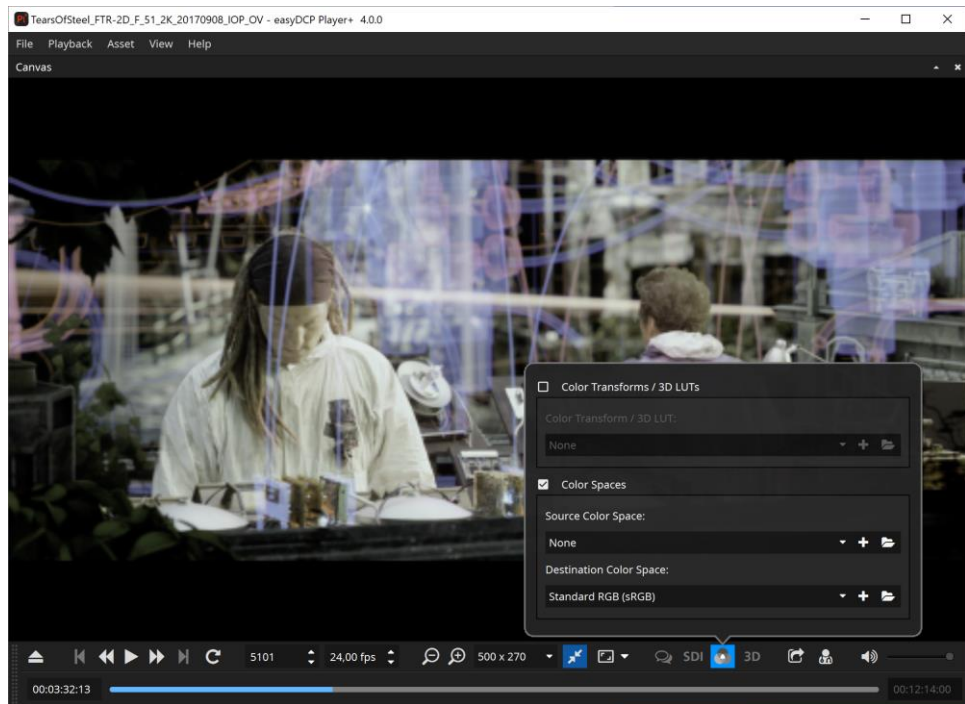 TearsOfSteel_FTR-2D_F_51_2K_20170908_IOP_OV - easyDCP Player+ 4.0.0
File Playback Asset View Help
Canvas
Color Transforms / 3D LUTs
Color Transform / 3D LUT:
None
Color Spaces
Source Color Space:
None
Destination Color Space:
Standard RGB (sRGB)
5101 24,00 fps 500 x 270 SDI 3D
00:03:32:13 00:12:14:00